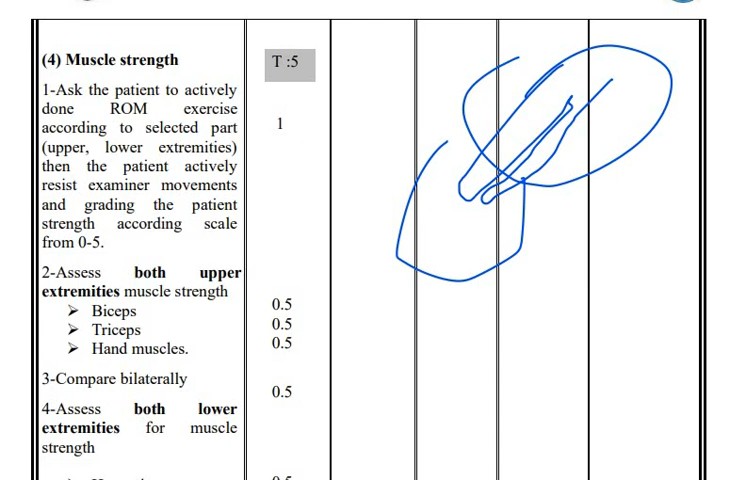 (4) Muscle strength
T :5
1-Ask the patient to actively
done ROM exercise
according to selected part
(upper, lower extremities)
then the patient actively
resist examiner movements
and grading the patient
strength according scale
from 0-5.
1
2-Assess both upper
extremities muscle strength
➢ Biceps
0.5
➢ Triceps
0.5
➢ Hand muscles.
0.5
3-Compare bilaterally
0.5
4-Assess both lower
extremities for muscle
strength